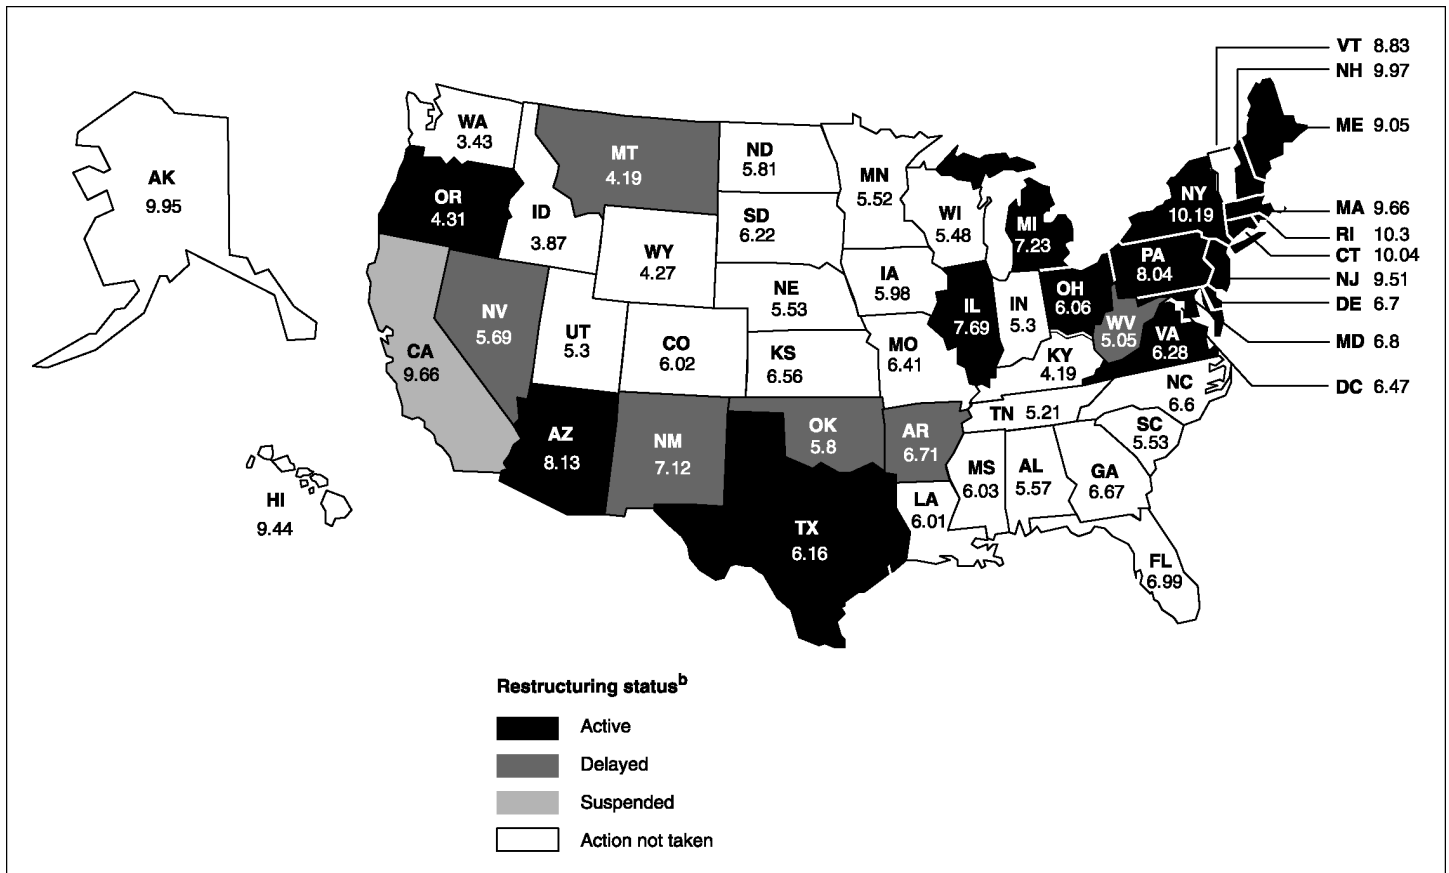 VT 8.83
NH 9.97
ME 9.05
MA 9.66
RI 10.3
CT 10.04
NJ 9.51
DE 6.7
MD 6.8
DC 6.47
AK
9.95
HI
9.44
WA
3.43
OR
4.31
CA
9.66
ID
3.87
NV
5.69
MT
4.19
WY
4.27
UT
5.3
AZ
8.13
CO
6.02
NM
7.12
ND
5.81
SD
6.22
NE
5.53
KS
6.56
OK
5.8
TX
6.16
MN
5.52
IA
5.98
MO
6.41
AR
6.71
LA
6.01
WI
5.48
IL
7.69
MI
7.23
IN
5.3
OH
6.06
KY
4.19
TN 5.21
MS
6.03
AL
5.57
GA
6.67
FL
6.99
SC
5.53
NC
6.6
VA
6.28
WV
5.05
PA
8.04
NY
10.19
Restructuring statusᵇ
Active
Delayed
Suspended
Action not taken